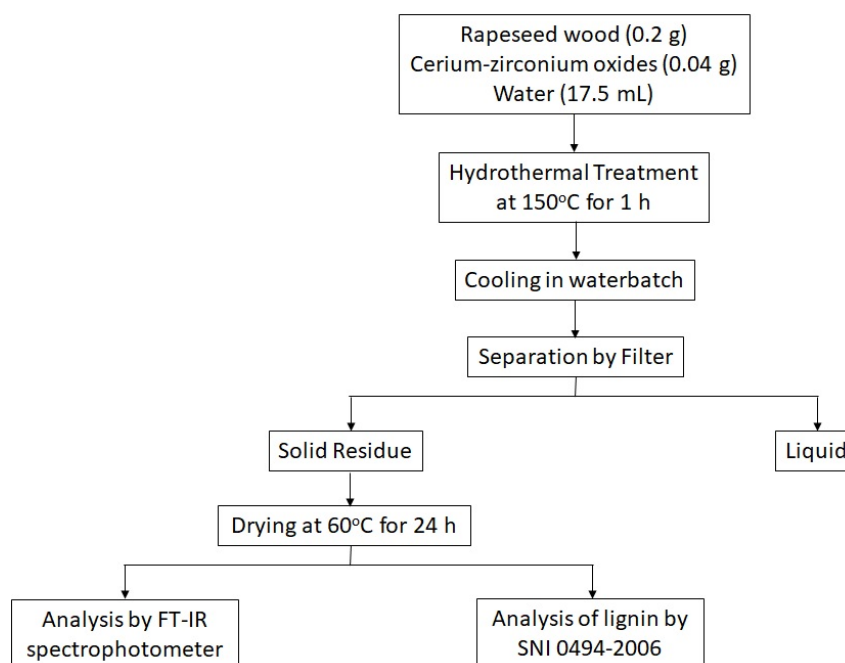 Rapeseed wood (0.2 g)
Cerium-zirconium oxides (0.04 g)
Water (17.5 mL)
Hydrothermal Treatment
at 150°C for 1 h
Cooling in waterbatch
Separation by Filter
Solid Residue
Liquid
Drying at 60°C for 24 h
Analysis by FT-IR
spectrophotometer
Analysis of lignin by
SNI 0494-2006